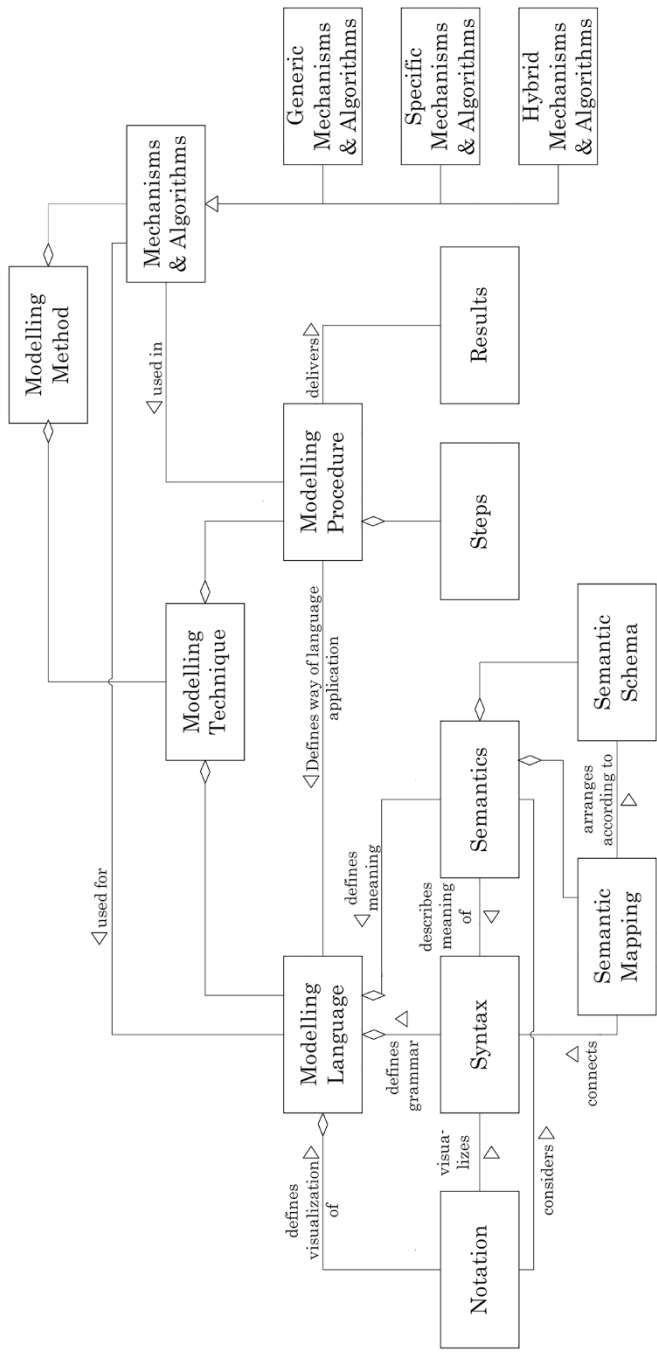 Modelling
Method
Mechanisms
& Algorithms
used for
used in
Modelling
Technique
Generic
Mechanisms
& Algorithms
Specific
Mechanisms
& Algorithms
Hybrid
Mechanisms
& Algorithms
Modelling
Language
Defines way of language
application
Modelling
Procedure
delivers
defines
visualization
of
defines
grammar
defines
meaning
Notation
visua-
lizes
Syntax
describes
meaning
of
Semantics
Steps
Results
considers
connects
Semantic
Mapping
arranges
according to
Semantic
Schema